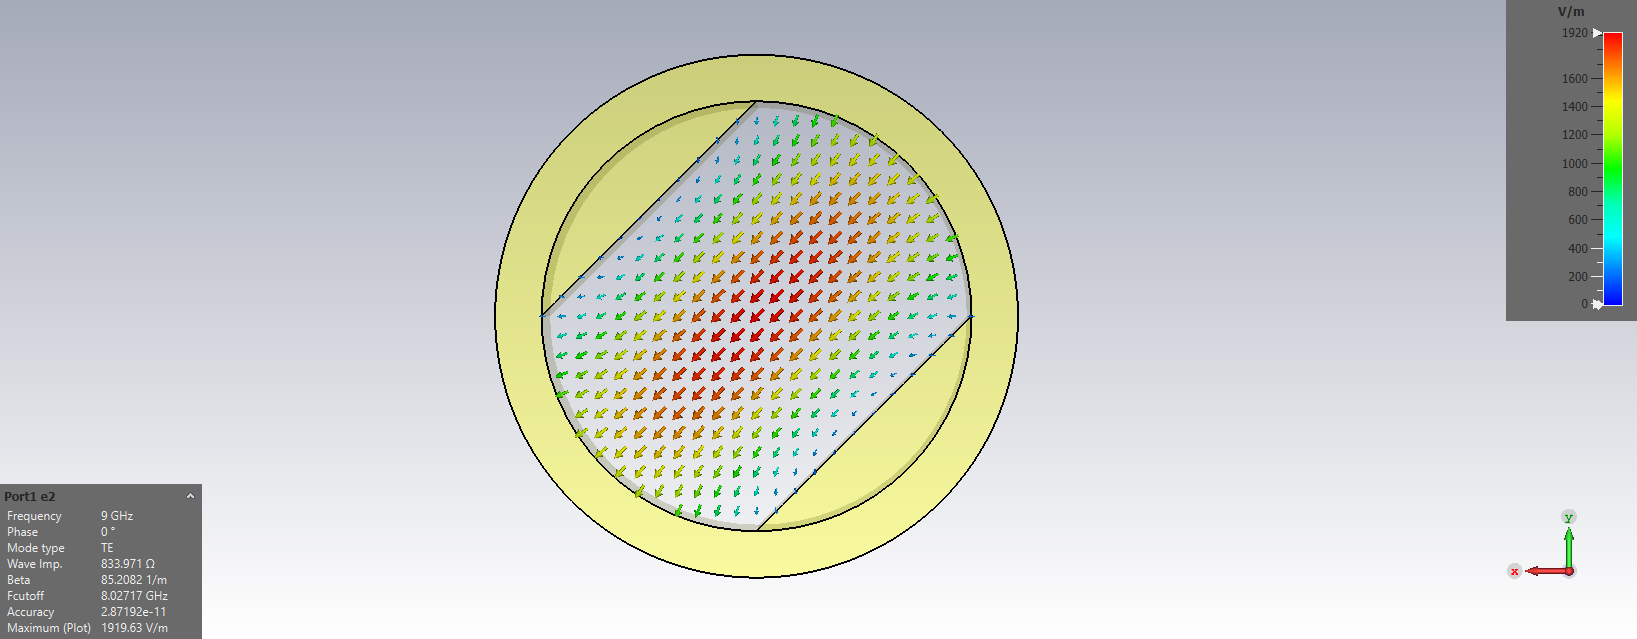 V/m
1920
1600
1400
1200
1000
800
600
400
200
0
Port1 e2
Frequency 9 GHz
Phase 0 °
Mode type TE
Wave Imp. 833.971 Ω
Beta 85.2082 1/m
Fcutoff 8.02717 GHz
Accuracy 2.87192e-11
Maximum (Plot) 1919.63 V/m
y
x